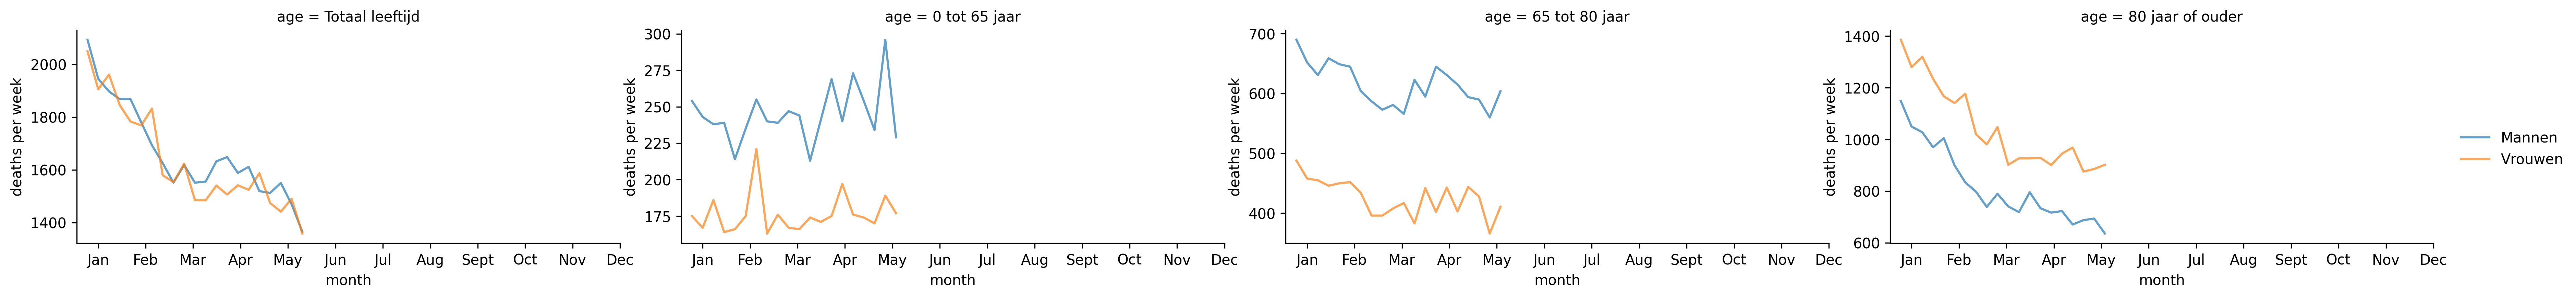 age = Totaal leeftijd
deaths per week
2000
1800
1600
1400
Jan Feb Mar Apr May Jun Jul Aug Sept Oct Nov Dec
month
age = 0 tot 65 jaar
deaths per week
300
275
250
225
200
175
Jan Feb Mar Apr May Jun Jul Aug Sept Oct Nov Dec
month
age = 65 tot 80 jaar
deaths per week
700
600
500
400
Jan Feb Mar Apr May Jun Jul Aug Sept Oct Nov Dec
month
age = 80 jaar of ouder
deaths per week
1400
1200
1000
800
600
Jan Feb Mar Apr May Jun Jul Aug Sept Oct Nov Dec
month
Mannen
Vrouwen